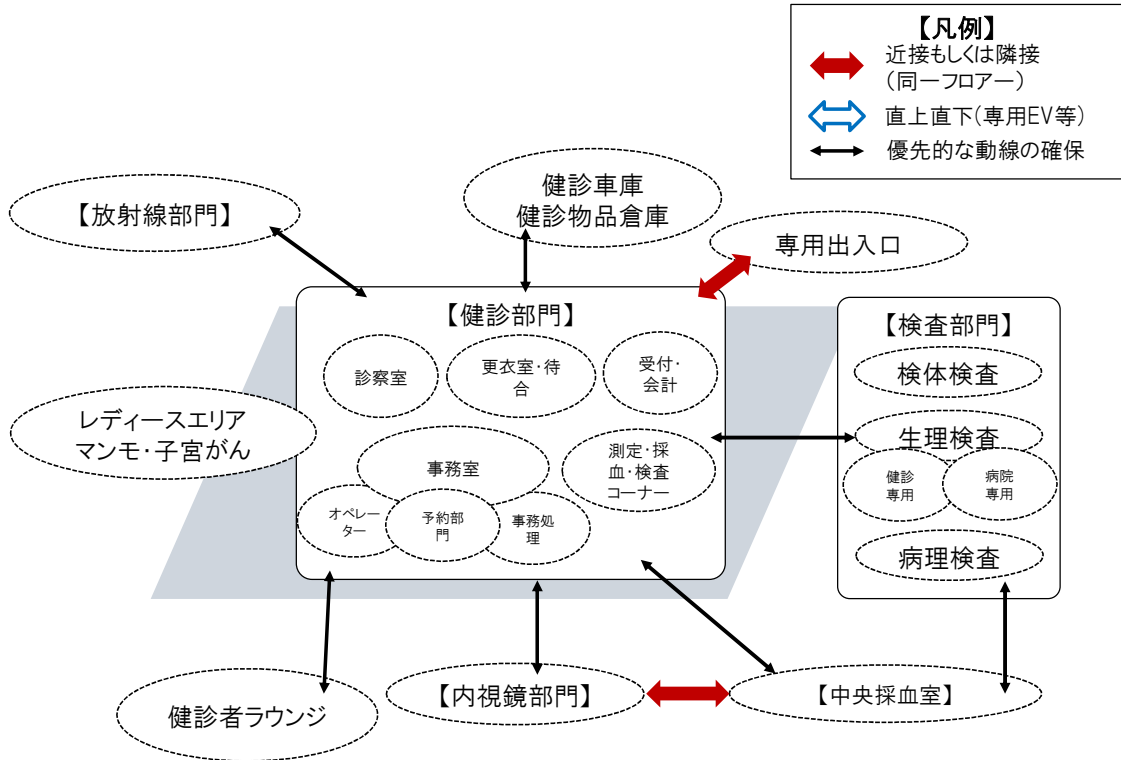 【凡例】
近接もしくは隣接
(同一フロアー)
直上直下(専用EV等)
優先的な動線の確保
【放射線部門】
健診車庫
健診物品倉庫
専用出入口
【健診部門】
診察室
更衣室・待
合
受付・
会計
事務室
測定・採
血・検査
コーナー
オペレー
ター
予約部
門
事務処
理
レディースエリア
マンモ・子宮がん
【検査部門】
検体検査
生理検査
健診
専用
病院
専用
病理検査
健診者ラウンジ
【内視鏡部門】
【中央採血室】